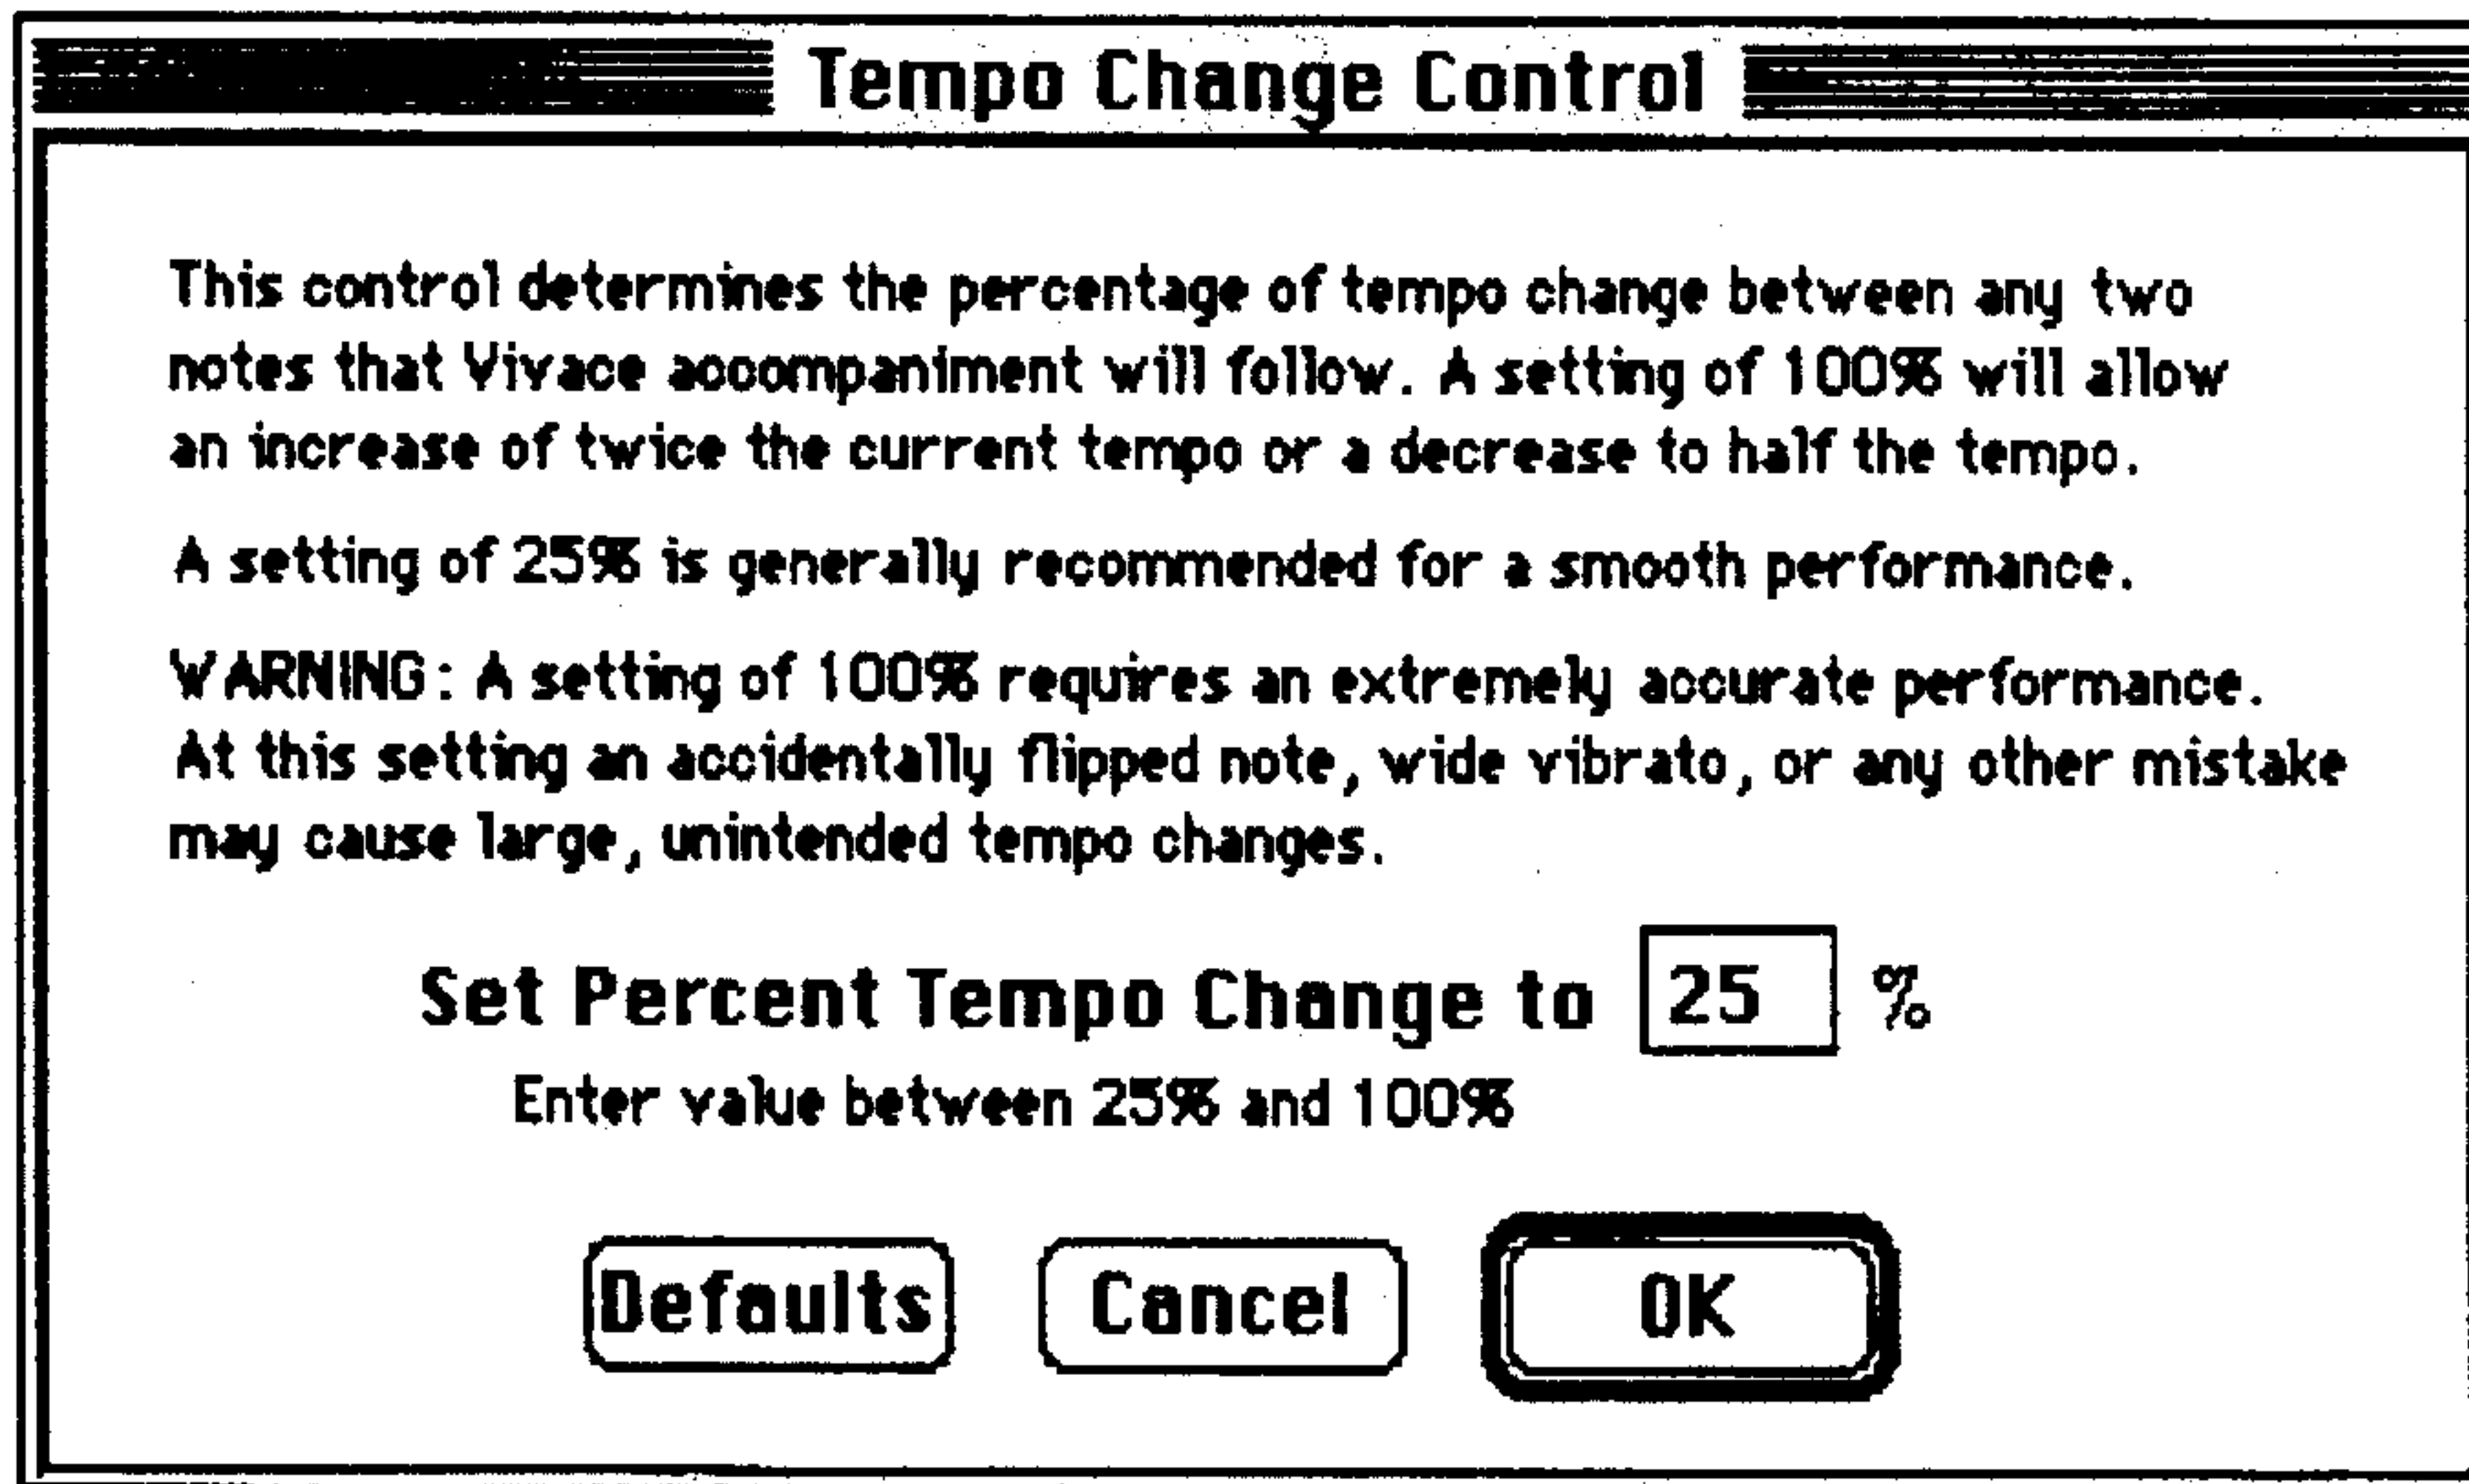 Tempo Change Control
This control determines the percentage of tempo change between any two
notes that Vivace accompaniment will follow. A setting of 100% will allow
an increase of twice the current tempo or a decrease to half the tempo.
A setting of 25% is generally recommended for a smooth performance.
WARNING: A setting of 100% requires an extremely accurate performance.
At this setting an accidentally flipped note, wide vibrato, or any other mistake
may cause large, unintended tempo changes.
Set Percent Tempo Change to 25 %
Enter value between 25% and 100%
Defaults Cancel OK